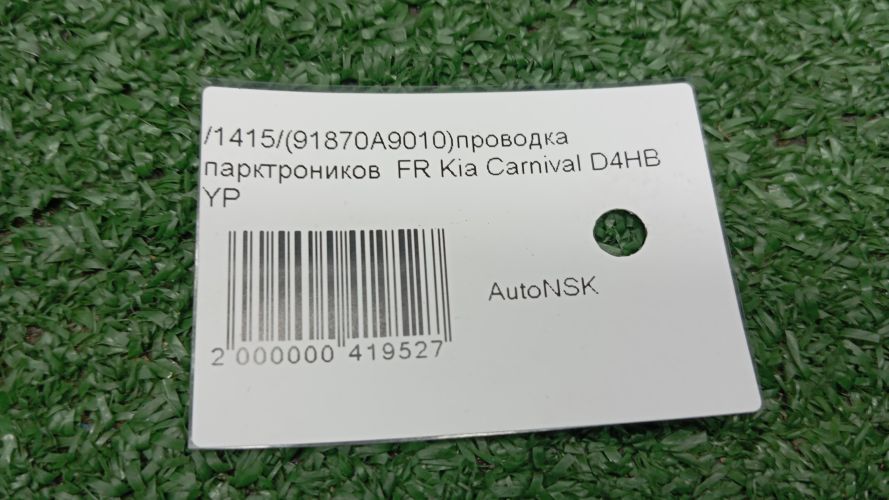 /1415/(91870A9010)проводка
парктроников FR Kia Carnival D4HB
YP
AutoNSK
2 000000 419527